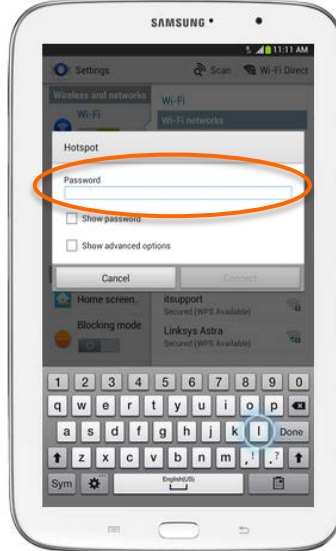 SAMSUNG
11:11 AM
Settings Scan Wi-Fi Direct
Wireless and networks Wi-Fi
Wi-Fi Wi-Fi networks
Hotspot
Password
Show password
Show advanced options
Cancel Connect
Home screen.. itsupport
Secured (WPS Available)
Blocking mode Linksys Astra
Secured (WPS Available)
1 2 3 4 5 6 7 8 9 0
q w e r t y u i o p
a s d f g h j k l Done
z x c v b n m , ! . ?
Sym English(US)